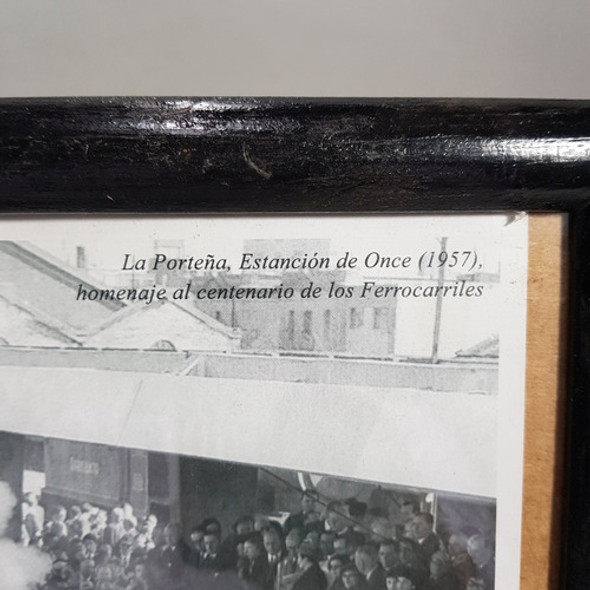 La Porteña, Estanción de Once (1957),
homenaje al centenario de los Ferrocarriles